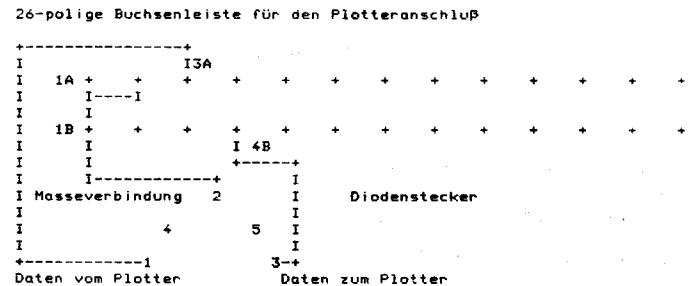 26-polige Buchsenleiste für den Plotteranschluß
+-----------------+
I                 I3A
I   1A +    +    +    +    +    +    +    +    +    +    +    +    +
I      I----I
I      I
I   1B +    +    +    +    +    +    +    +    +    +    +    +    +
I      I              I 4B
I      I              +------+
I      I------------+        I
I Masseverbindung   2        I     Diodenstecker
I                            I
I              4        5    I
I                            I
+-------------1            3-+
Daten vom Plotter          Daten zum Plotter